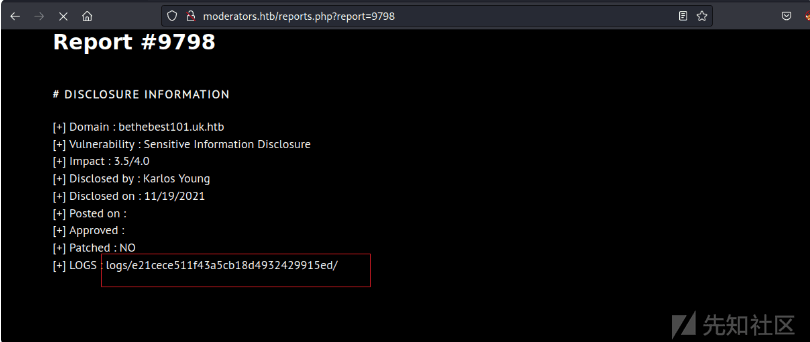 moderators.htb/reports.php?report=9798
Report #9798
# DISCLOSURE INFORMATION
[+] Domain : bethebest101.uk.htb
[+] Vulnerability : Sensitive Information Disclosure
[+] Impact : 3.5/4.0
[+] Disclosed by : Karlos Young
[+] Disclosed on : 11/19/2021
[+] Posted on :
[+] Approved :
[+] Patched : NO
[+] LOGS : logs/e21cece511f43a5cb18d4932429915ed/
先知社区